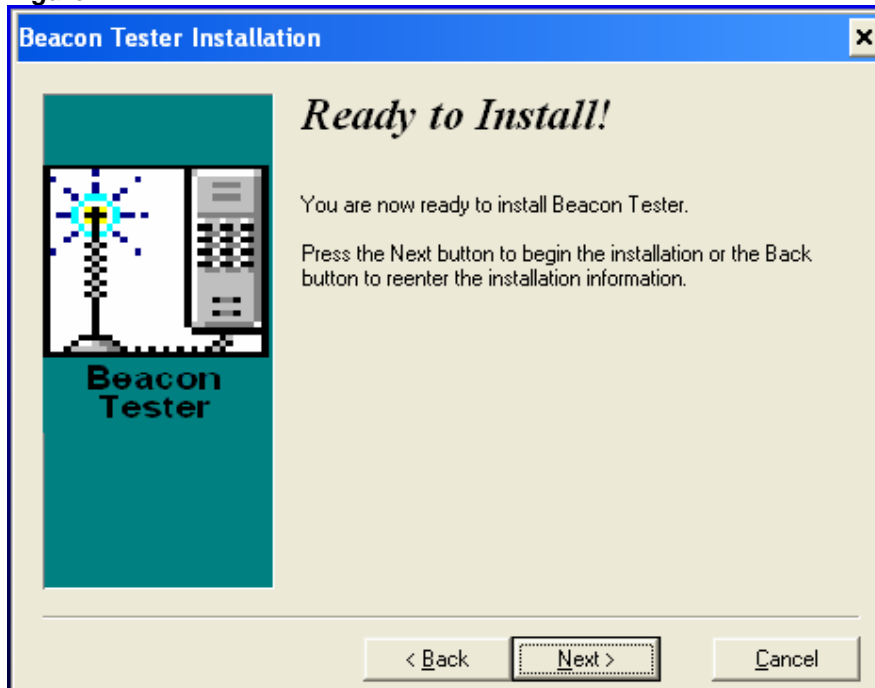 Beacon Tester Installation
Ready to Install!
You are now ready to install Beacon Tester.
Press the Next button to begin the installation or the Back
button to reenter the installation information.
Beacon
Tester
< Back
Next >
Cancel